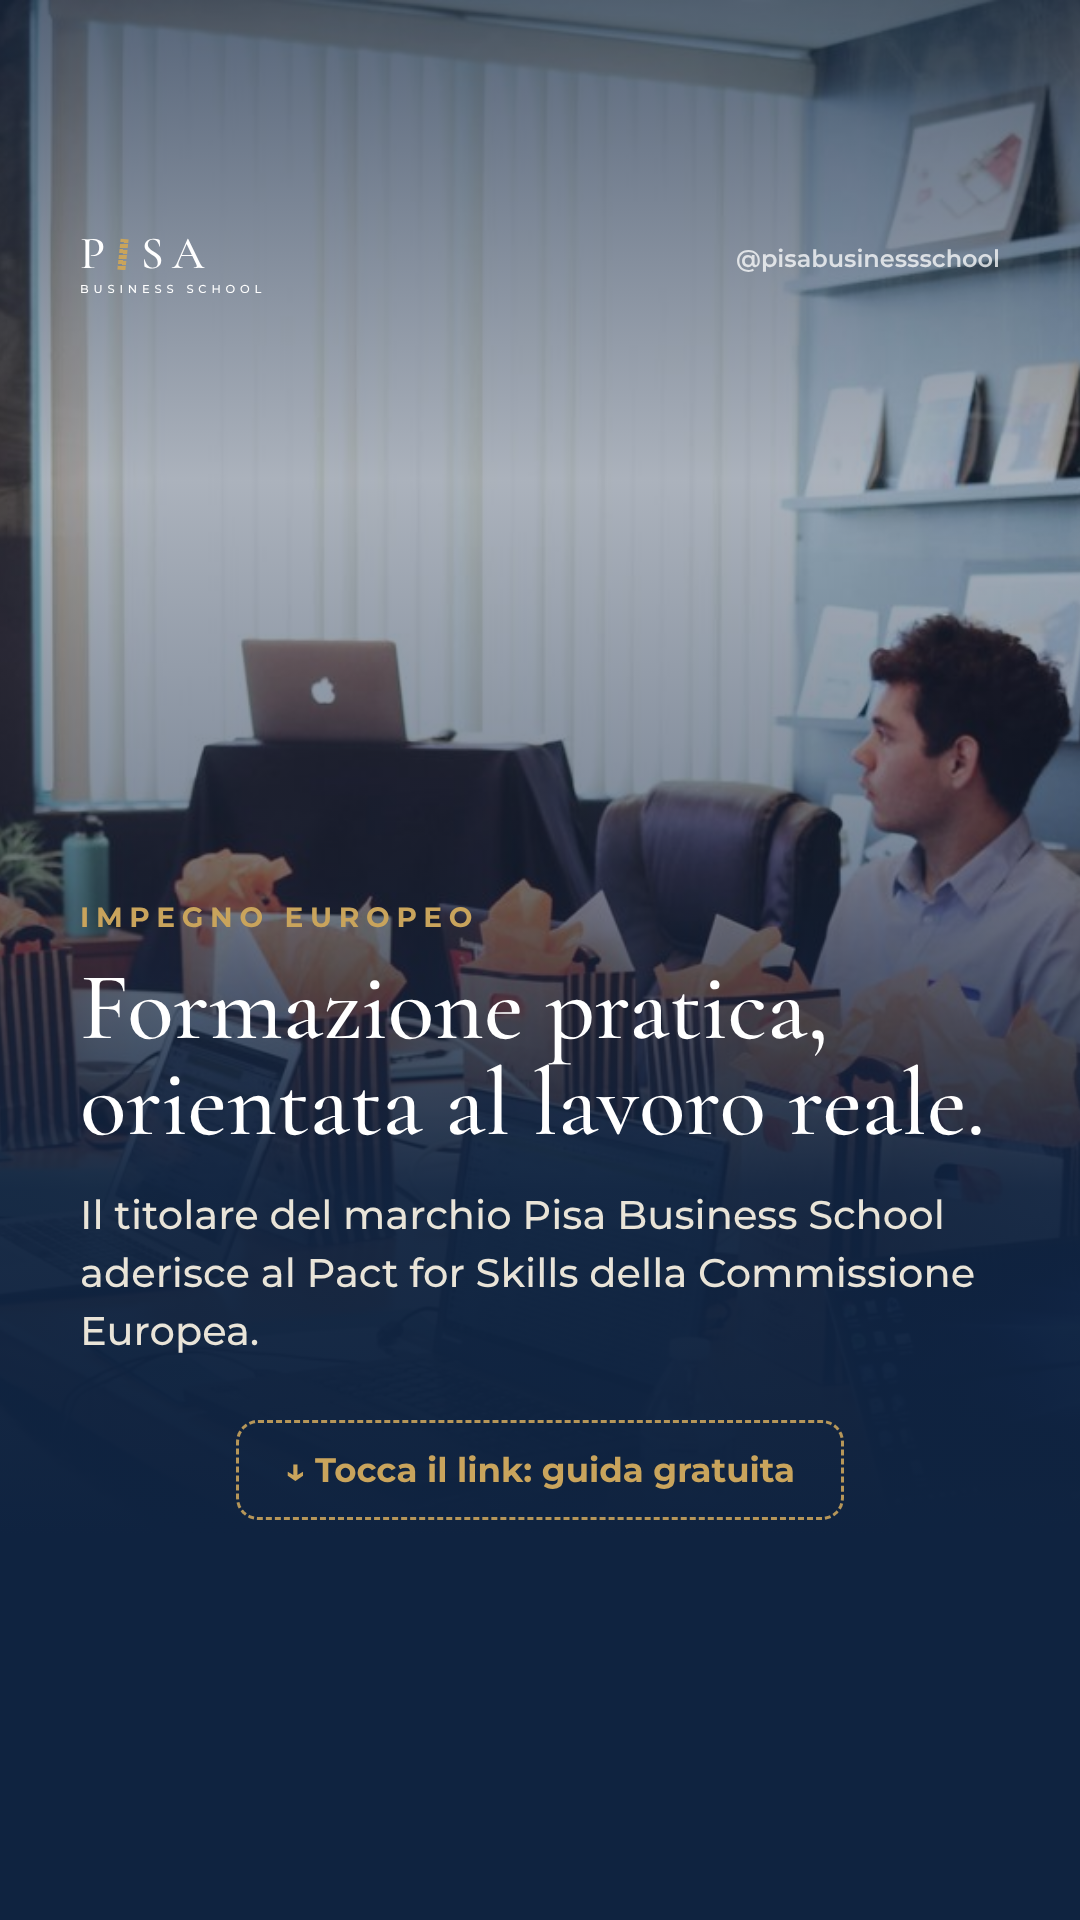 PISA
BUSINESS SCHOOL
@pisabusinessschool
IMPEGNO EUROPEO
Formazione pratica,
orientata al lavoro reale.
Il titolare del marchio Pisa Business School
aderisce al Pact for Skills della Commissione
Europea.
↓ Tocca il link: guida gratuita